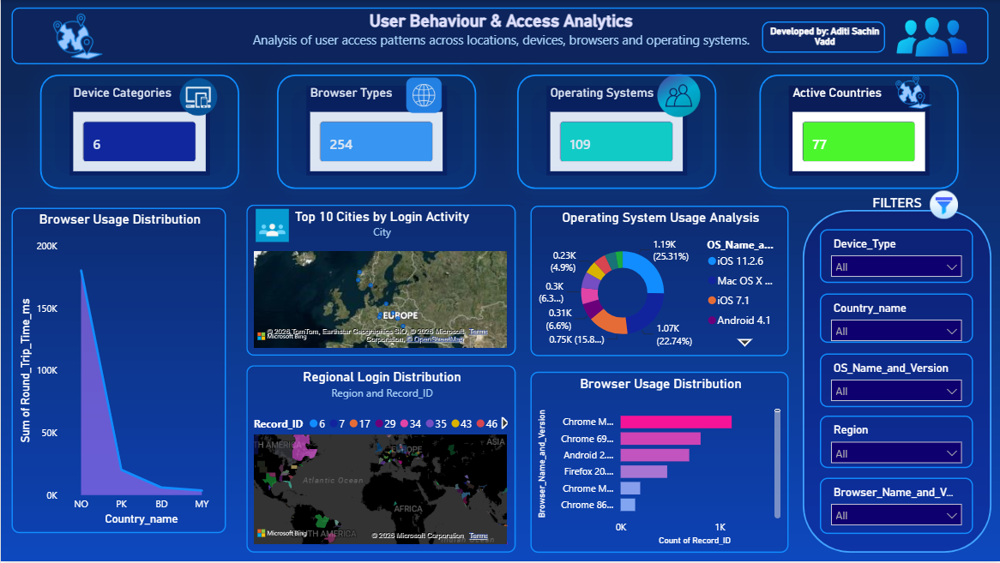 User Behaviour & Access Analytics
Analysis of user access patterns across locations, devices, browsers and operating systems.
Developed by: Aditi Sachin
Vadd
Device Categories
6
Browser Types
254
Operating Systems
109
Active Countries
77
Browser Usage Distribution
200K
150K
100K
50K
0K
Sum of Round_Trip_Time_ms
NO PK BD MY
Country_name
Top 10 Cities by Login Activity
City
EUROPE
© 2026 TomTom, Earthstar Geographics SIO, © 2026 Microsoft Terms
Corporation, © OpenStreetMap
Microsoft Bing
Regional Login Distribution
Region and Record_ID
Record_ID 6 7 17 29 34 35 43 46
TH AMERICA
EUROPE
ASIA
Atlantic Ocean
AFRICA
TH AMERICA
Indian Ocean
Microsoft Bing
© 2026 Microsoft Corporation Terms
Operating System Usage Analysis
1.19K
(25.31%)
1.07K
(22.74%)
0.75K (15.8...)
0.31K
(6.6%)
0.3K
(6.3...)
0.23K
(4.9%)
OS_Name_a...
iOS 11.2.6
Mac OS X ...
iOS 7.1
Android 4.1
Browser Usage Distribution
Browser_Name_and_Version
Chrome M...
Chrome 69...
Android 2....
Firefox 20....
Chrome M...
Chrome 86...
0K 1K
Count of Record_ID
FILTERS
Device_Type
All
Country_name
All
OS_Name_and_Version
All
Region
All
Browser_Name_and_V...
All